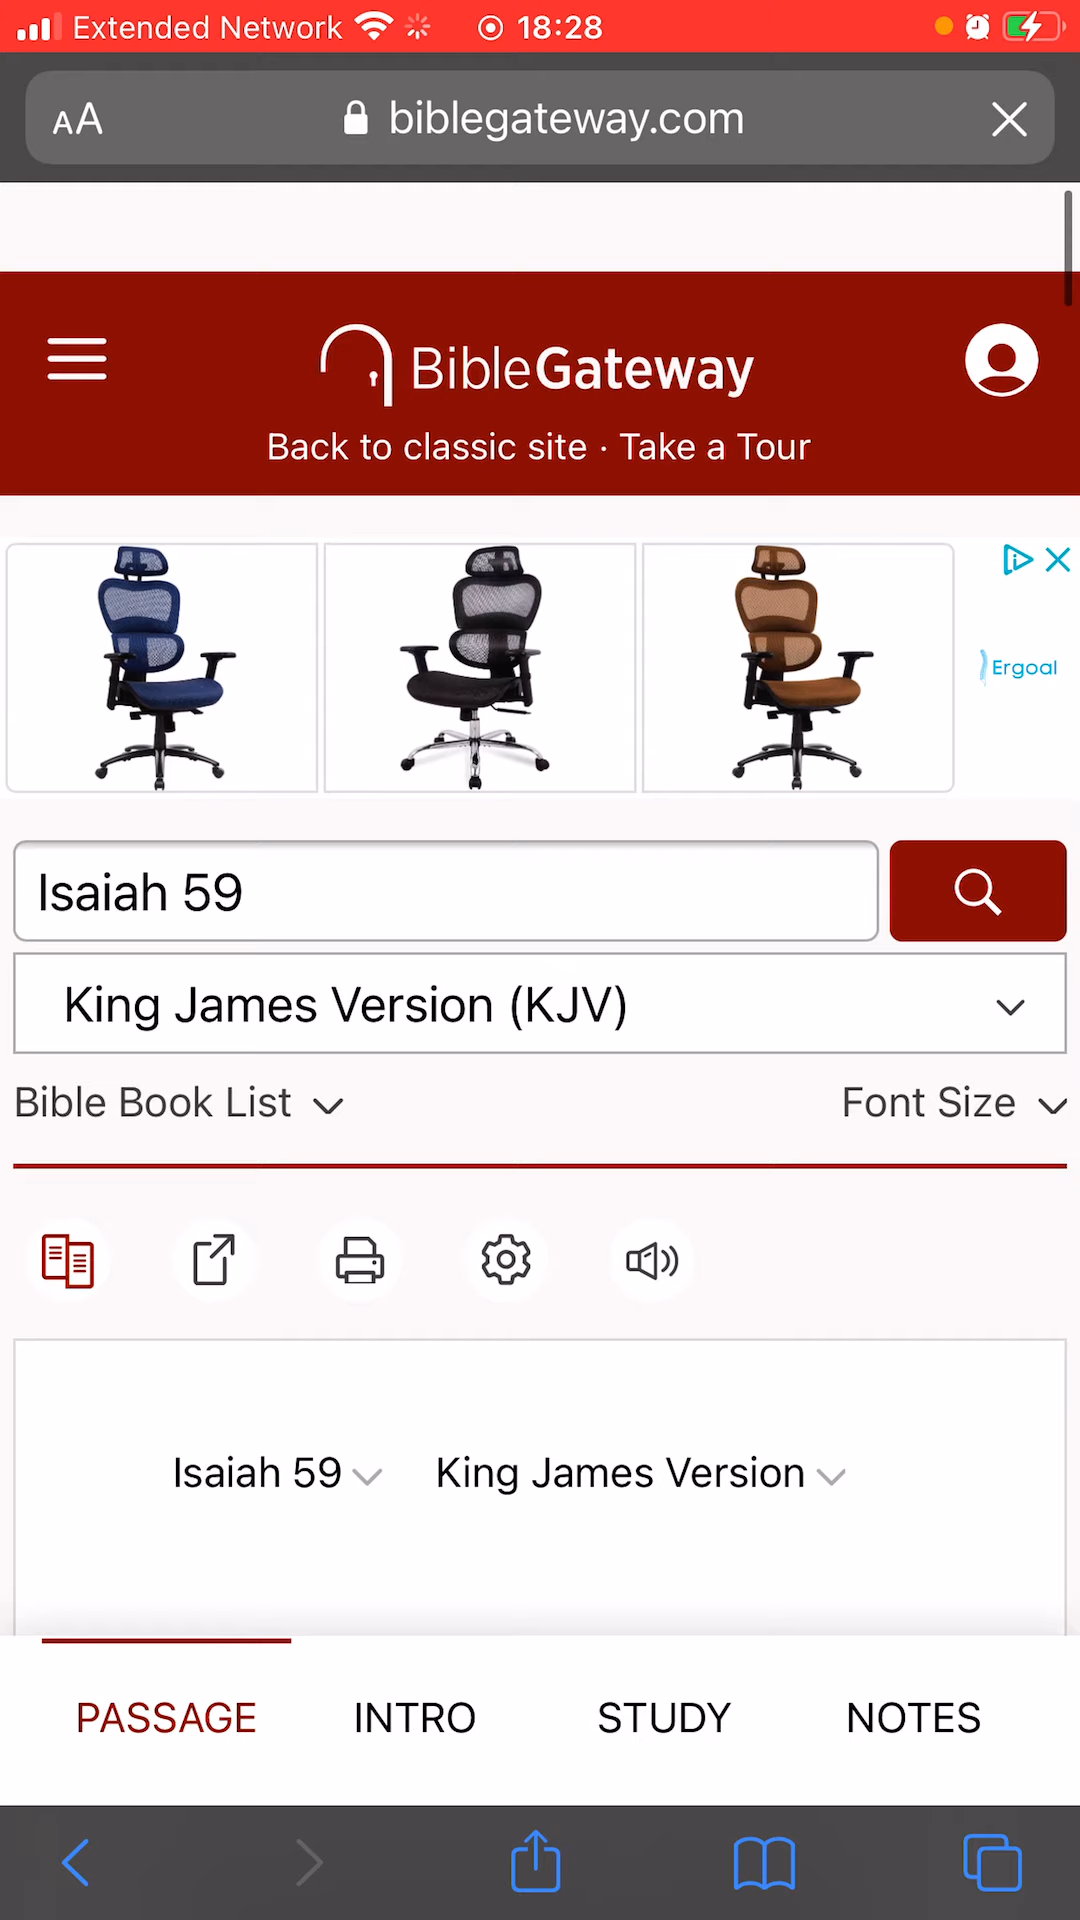 Extended Network 18:28
AA biblegateway.com
BibleGateway
Back to classic site · Take a Tour
Ergoal
Isaiah 59
King James Version (KJV)
Bible Book List Font Size
Isaiah 59 King James Version
PASSAGE INTRO STUDY NOTES